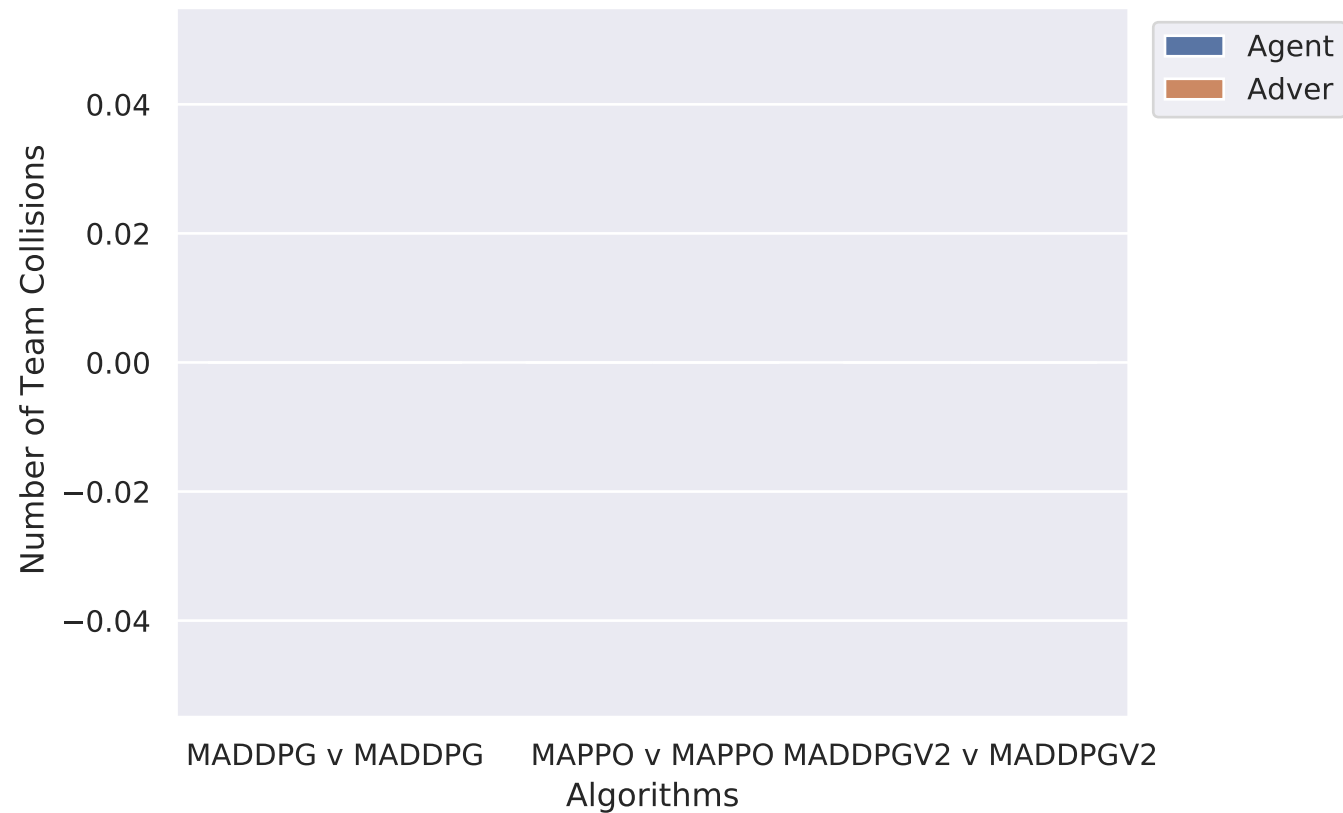 Agent
Adver
0.04
0.02
0.00
−0.02
−0.04
Number of Team Collisions
MADDPG v MADDPG
MAPPO v MAPPO
MADDPGV2 v MADDPGV2
Algorithms